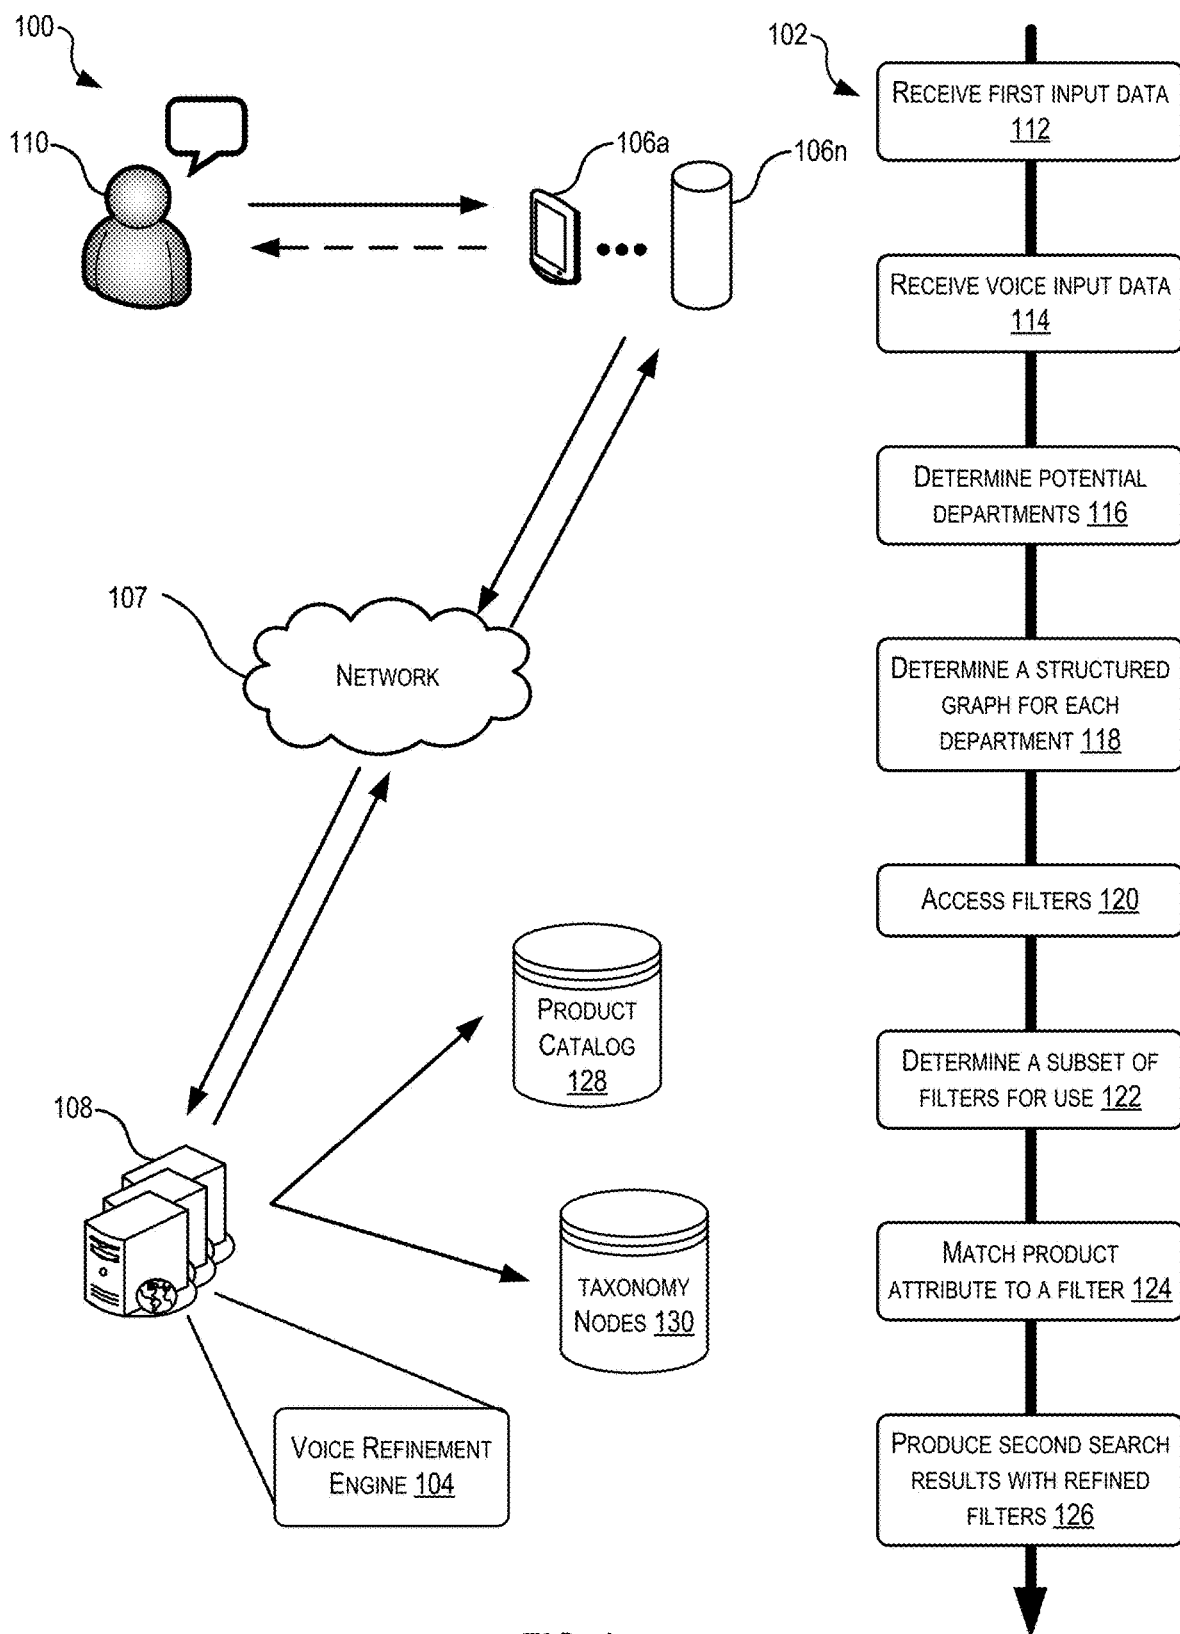 100
110
106a
106n
107
NETWORK
108
PRODUCT
CATALOG
128
TAXONOMY
NODES 130
VOICE REFINEMENT
ENGINE 104
102
RECEIVE FIRST INPUT DATA
112
RECEIVE VOICE INPUT DATA
114
DETERMINE POTENTIAL
DEPARTMENTS 116
DETERMINE A STRUCTURED
GRAPH FOR EACH
DEPARTMENT 118
ACCESS FILTERS 120
DETERMINE A SUBSET OF
FILTERS FOR USE 122
MATCH PRODUCT
ATTRIBUTE TO A FILTER 124
PRODUCE SECOND SEARCH
RESULTS WITH REFINED
FILTERS 126